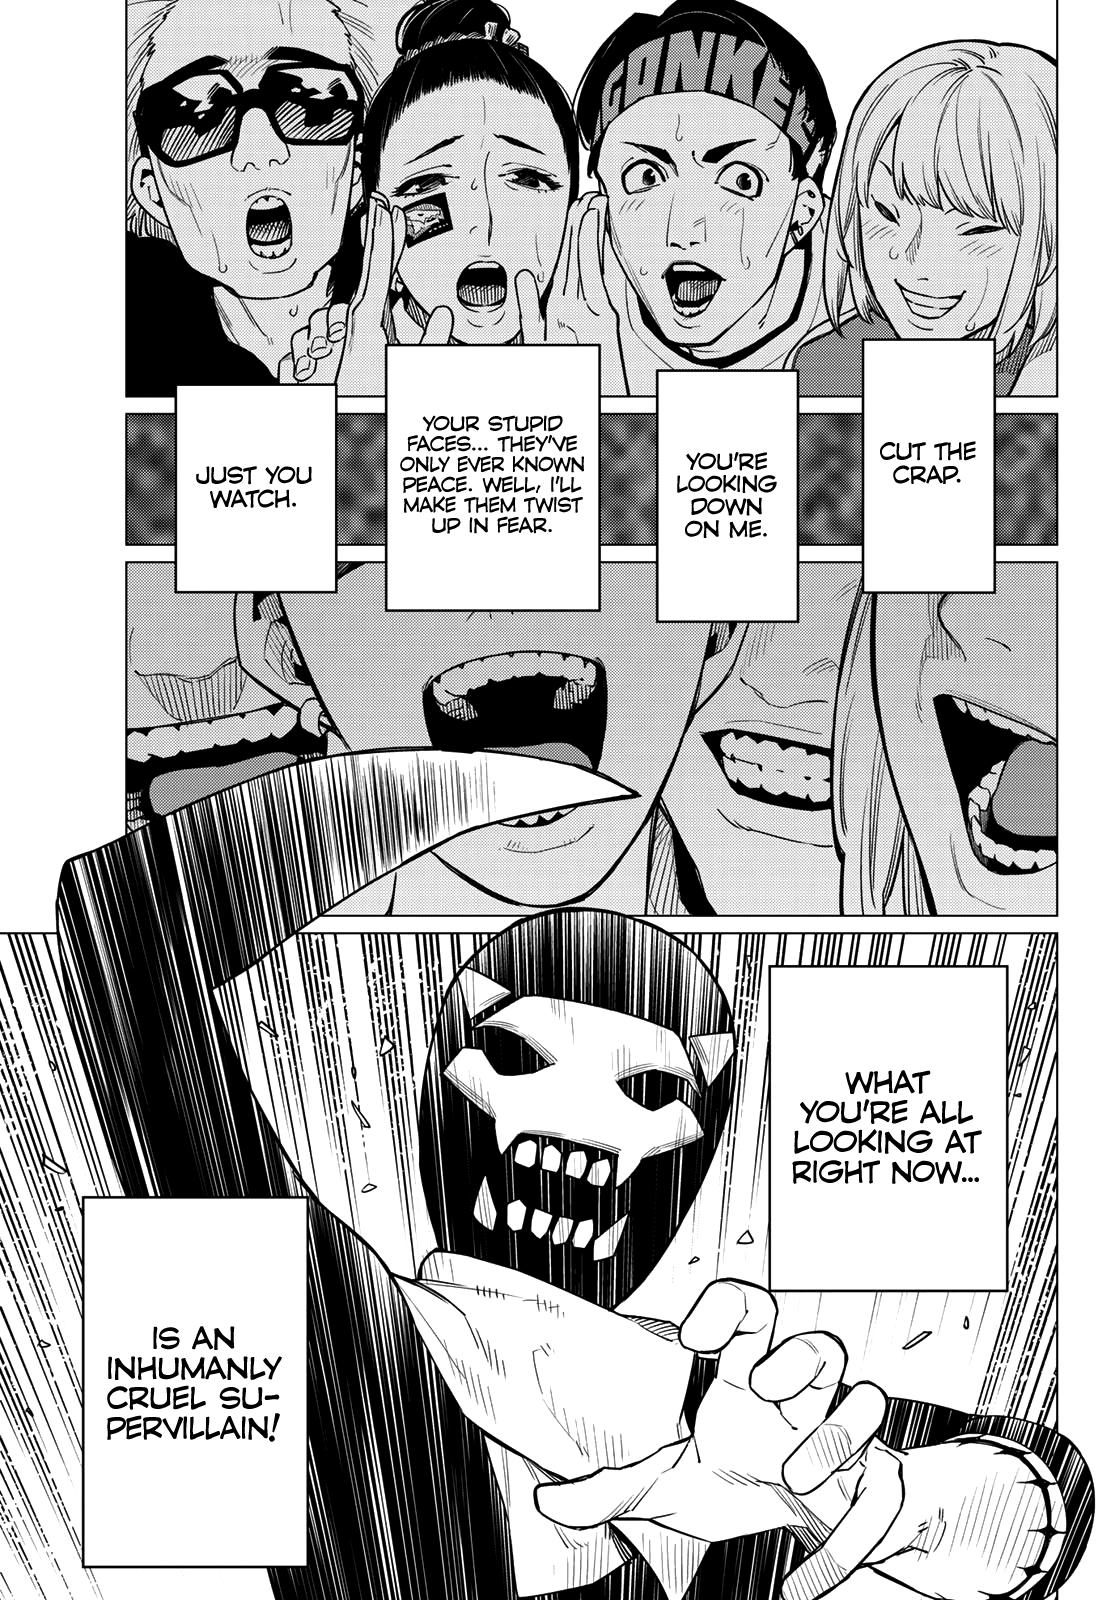 GANKE
CUT THE
CRAP.
YOU'RE
LOOKING
DOWN
ON ME.
YOUR STUPID
FACES... THEY'VE
ONLY EVER KNOWN
PEACE. WELL, I'LL
MAKE THEM TWIST
UP IN FEAR.
JUST YOU
WATCH.
WHAT
YOU'RE ALL
LOOKING AT
RIGHT NOW...
IS AN
INHUMANLY
CRUEL SU-
PERVILLAIN!